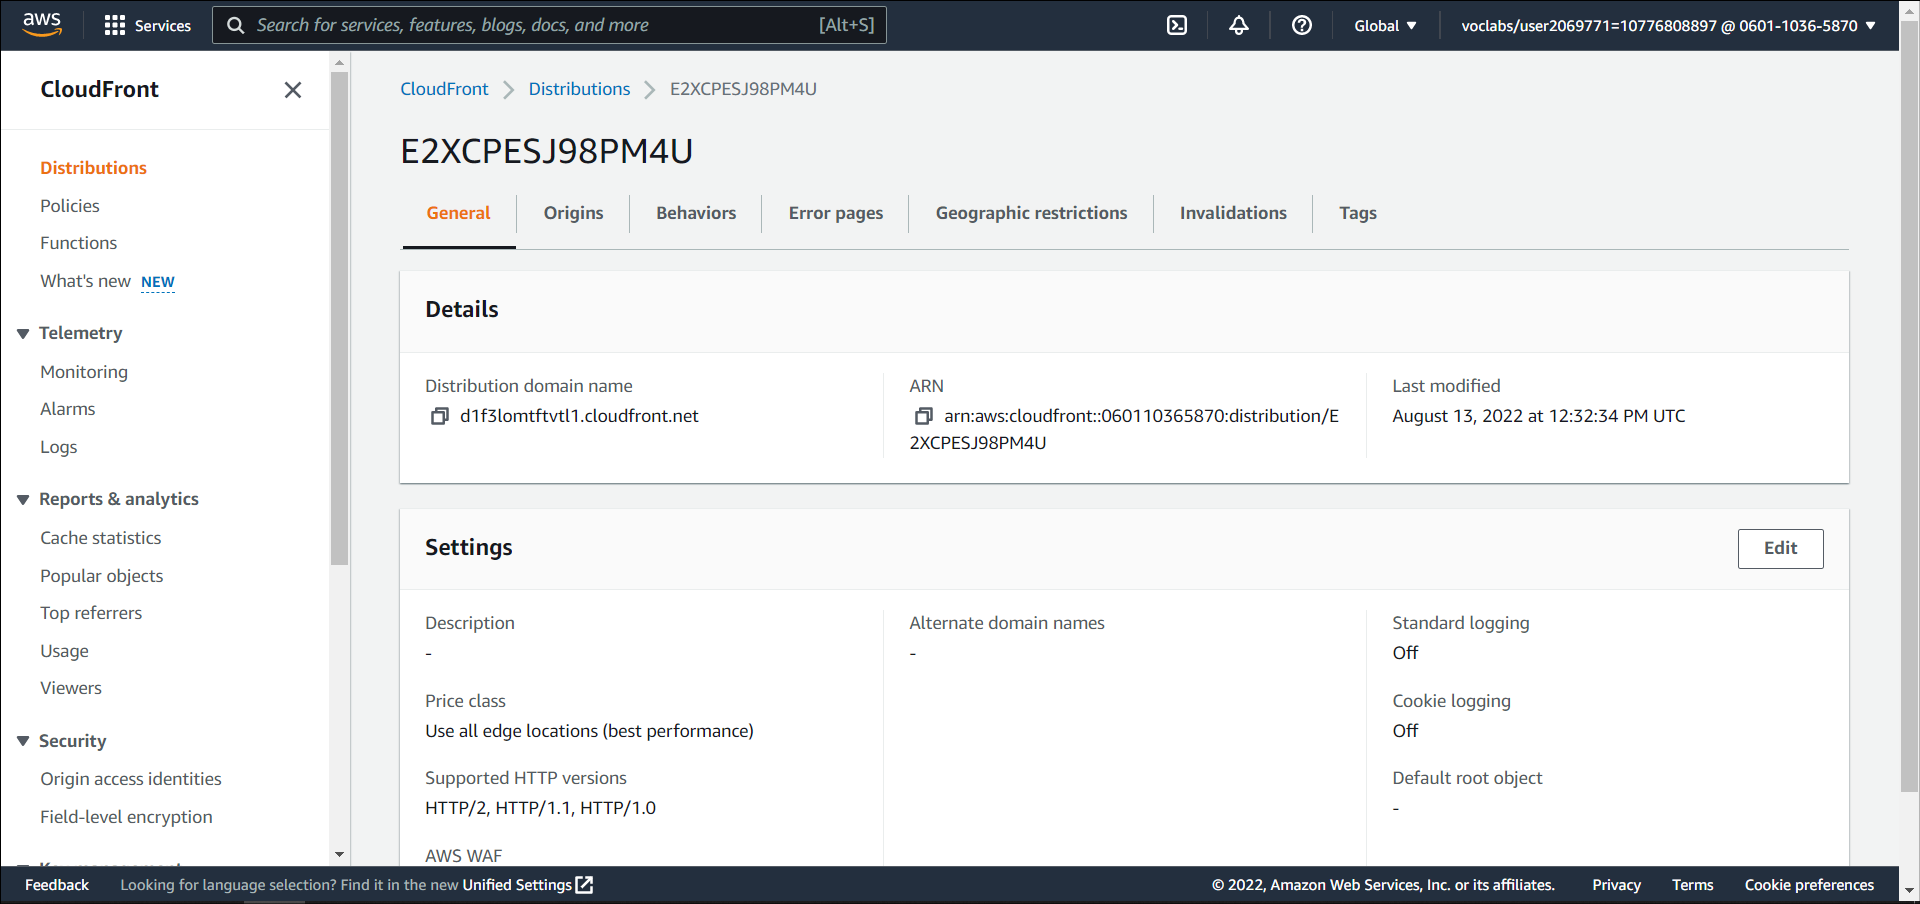 aws
Services
Search for services, features, blogs, docs, and more [Alt+S]
Global
voclabs/user2069771=10776808897 @ 0601-1036-5870
CloudFront
Distributions
Policies
Functions
What's new NEW
Telemetry
Monitoring
Alarms
Logs
Reports & analytics
Cache statistics
Popular objects
Top referrers
Usage
Viewers
Security
Origin access identities
Field-level encryption
CloudFront
Distributions
E2XCPESJ98PM4U
E2XCPESJ98PM4U
General
Origins
Behaviors
Error pages
Geographic restrictions
Invalidations
Tags
Details
Distribution domain name
d1f3lomtftvtl1.cloudfront.net
ARN
arn:aws:cloudfront::060110365870:distribution/E
2XCPESJ98PM4U
Last modified
August 13, 2022 at 12:32:34 PM UTC
Settings
Edit
Description
-
Price class
Use all edge locations (best performance)
Supported HTTP versions
HTTP/2, HTTP/1.1, HTTP/1.0
AWS WAF
Alternate domain names
-
Standard logging
Off
Cookie logging
Off
Default root object
-
Feedback
Looking for language selection? Find it in the new Unified Settings
© 2022, Amazon Web Services, Inc. or its affiliates.
Privacy
Terms
Cookie preferences